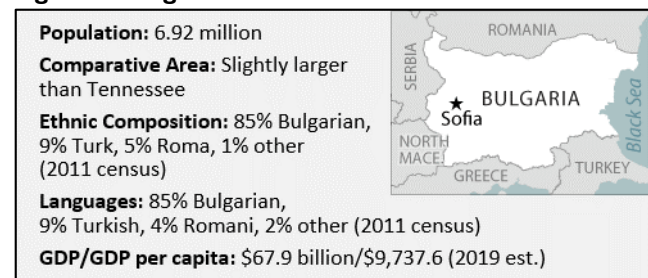 Population: 6.92 million
Comparative Area: Slightly larger
than Tennessee
Ethnic Composition: 85% Bulgarian,
9% Turk, 5% Roma, 1% other
(2011 census)
Languages: 85% Bulgarian,
9% Turkish, 4% Romani, 2% other (2011 census)
GDP/GDP per capita: $67.9 billion/$9,737.6 (2019 est.)
ROMANIA
SERBIA
BULGARIA
Sofia
Black Sea
NORTH
MACE.
GREECE
TURKEY